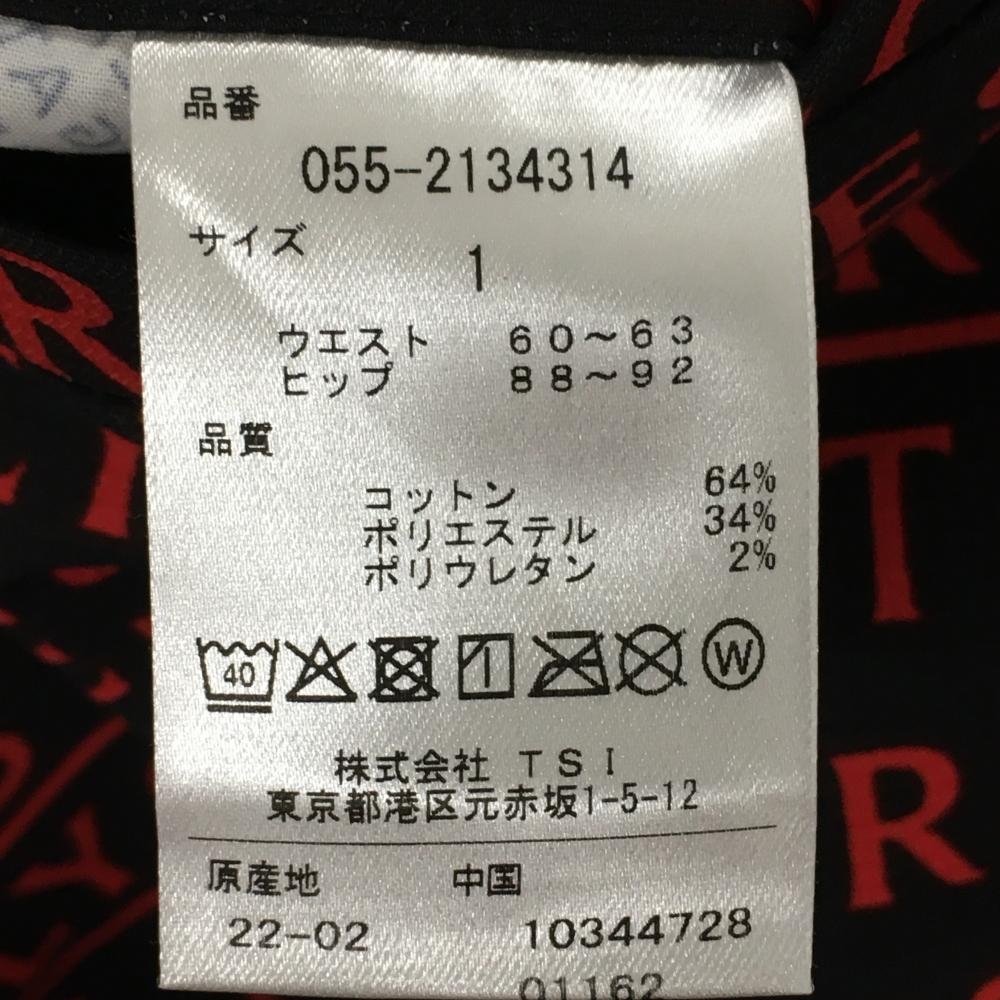 品番
055-2134314
サイズ
1
ウエスト 60~63
ヒップ 88~92
品質
コットン 64%
ポリエステル 34%
ポリウレタン 2%
40 W
株式会社 TSI
東京都港区元赤坂1-5-12
原産地 中国
22-02 10344728
01162
R
R
T
R